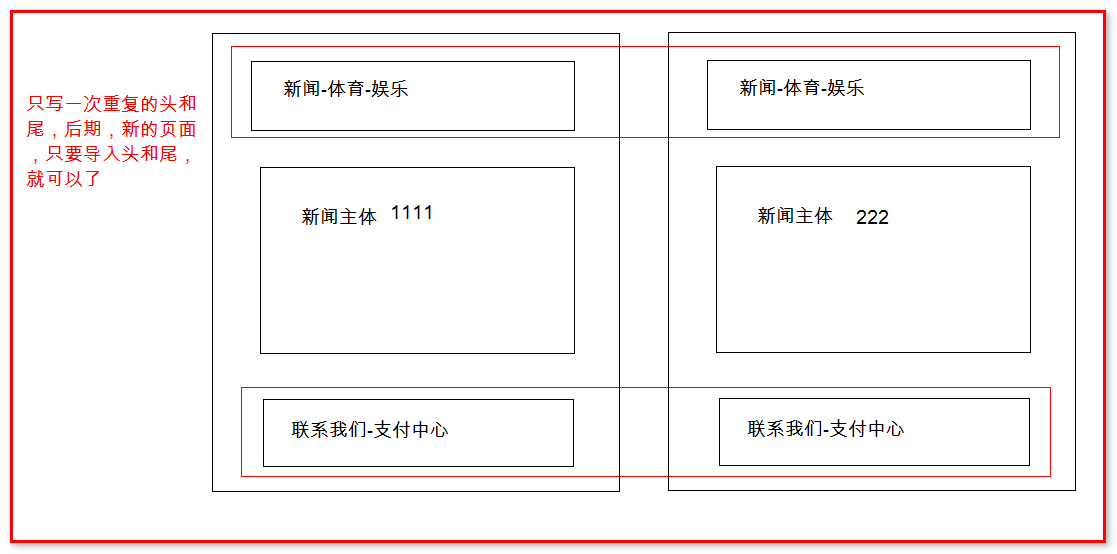 只写一次重复的头和
尾，后期，新的页面
，只要导入头和尾，
就可以了
新闻-体育-娱乐
新闻主体 1111
联系我们-支付中心
新闻-体育-娱乐
新闻主体 222
联系我们-支付中心